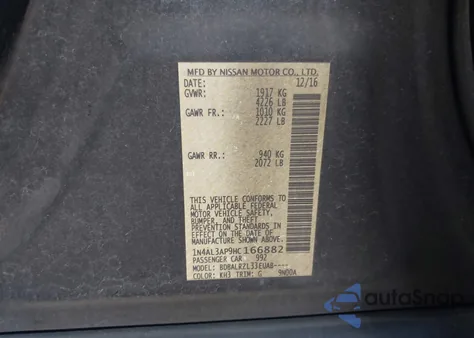 MFD BY NISSAN MOTOR CO., LTD.
DATE: 12/16
GVWR: 1917 KG
4226 LB
GAWR FR.: 1010 KG
2227 LB
GAWR RR.: 940 KG
2072 LB
THIS VEHICLE CONFORMS TO
ALL APPLICABLE FEDERAL
MOTOR VEHICLE SAFETY,
BUMPER, AND THEFT
PREVENTION STANDARDS
IN EFFECT ON THE DATE OF
MANUFACTURE SHOWN ABOVE.
1N4AL3AP9HC166882
PASSENGER CAR 992
MODEL: BDBALRZL33EUA8----
COLOR: KH3 TRIM: G 9N00A
autoSnap